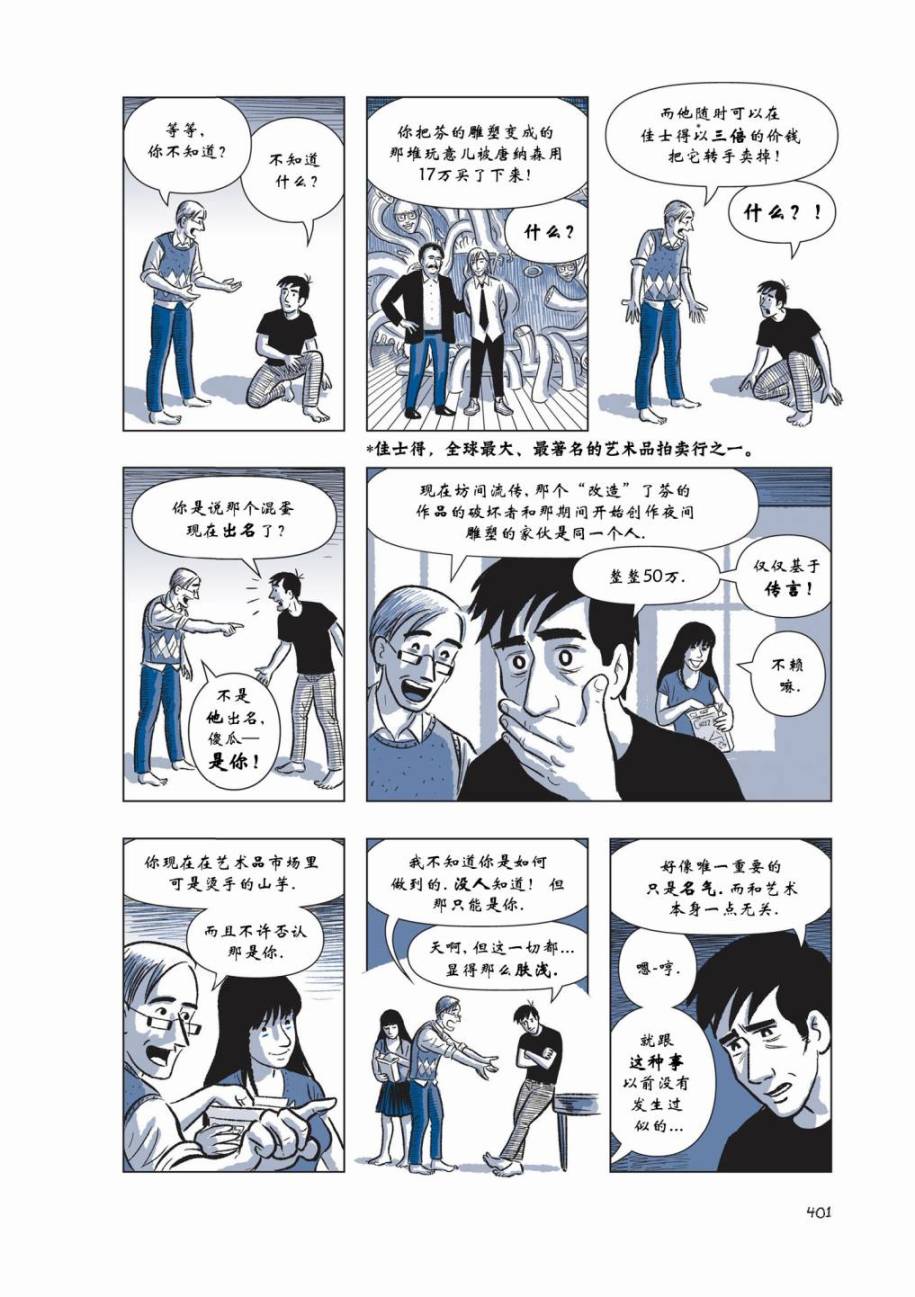 等等,
你不知道?
不知道
什么?
你把芬的雕塑变成的
那堆玩意儿被唐纳森用
17万买了下来!
什么?
而他随时可以在
佳士得*以三倍的价钱
把它转手卖掉!
什么?!
*佳士得,全球最大、最著名的艺术品拍卖行之一。
你是说那个混蛋
现在出名了?
不是
他出名,
傻瓜—
是你!
现在坊间流传,那个“改造”了芬的
作品的破坏者和那期间开始创作夜间
雕塑的家伙是同一个人.
整整50万.
仅仅基于
传言!
不赖
嘛.
你现在在艺术品市场里
可是烫手的山芋.
而且不许否认
那是你.
我不知道你是如何
做到的.没人知道! 但
那只能是你.
天啊,但这一切都…
显得那么肤浅.
好像唯一重要的
只是名气.而和艺术
本身一点无关.
嗯-哼.
就跟
这种事
以前没有
发生过
似的…
401